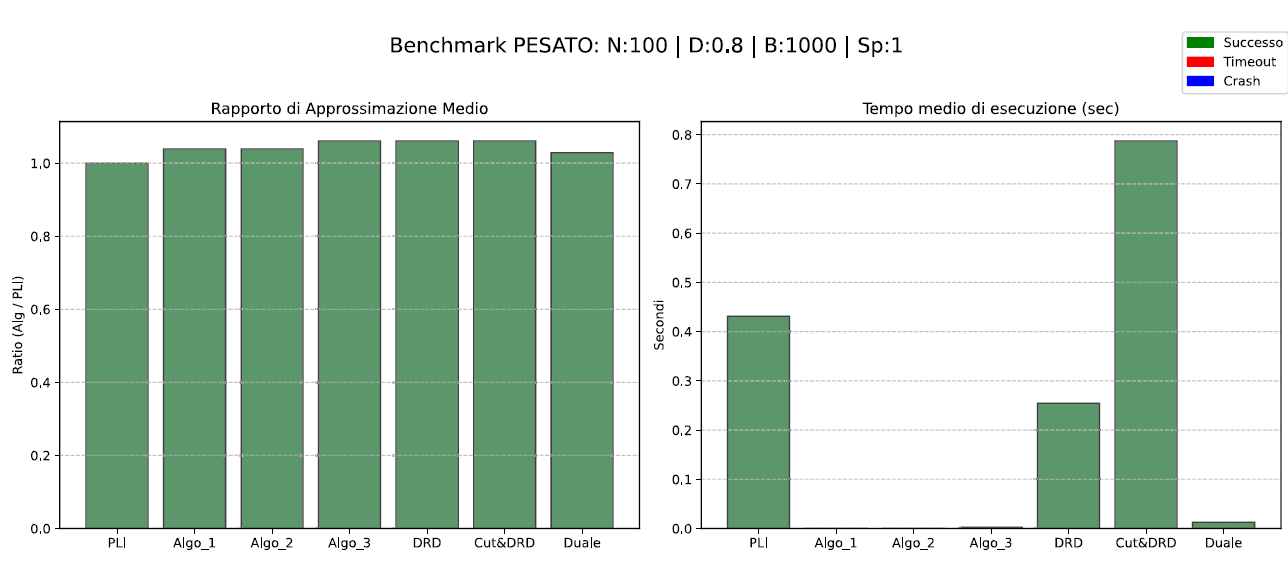 Benchmark PESATO: N:100 | D:0.8 | B:1000 | Sp:1
Successo
Timeout
Crash
Rapporto di Approssimazione Medio
Ratio (Alg / PLI)
1.0
0.8
0.6
0.4
0.2
0.0
PLI
Algo_1
Algo_2
Algo_3
DRD
Cut&DRD
Duale
Tempo medio di esecuzione (sec)
Secondi
0.8
0.7
0.6
0.5
0.4
0.3
0.2
0.1
0.0
PLI
Algo_1
Algo_2
Algo_3
DRD
Cut&DRD
Duale